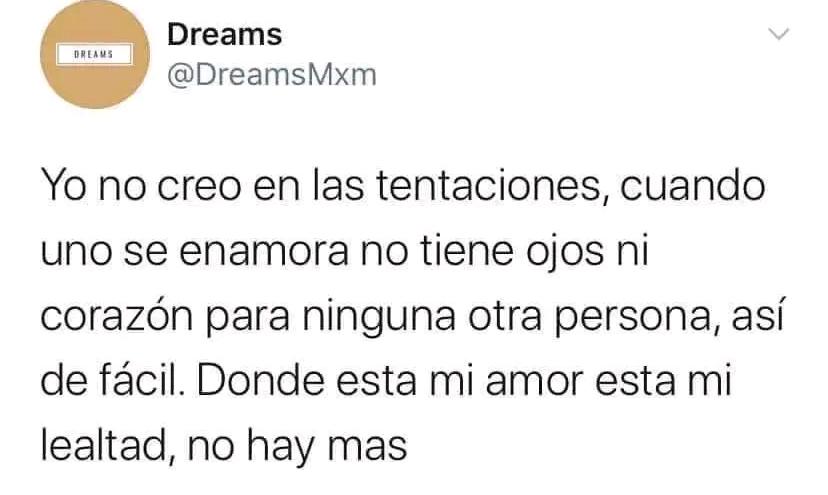 DREAMS
Dreams
@DreamsMxm
Yo no creo en las tentaciones, cuando
uno se enamora no tiene ojos ni
corazón para ninguna otra persona, así
de fácil. Donde esta mi amor esta mi
lealtad, no hay mas